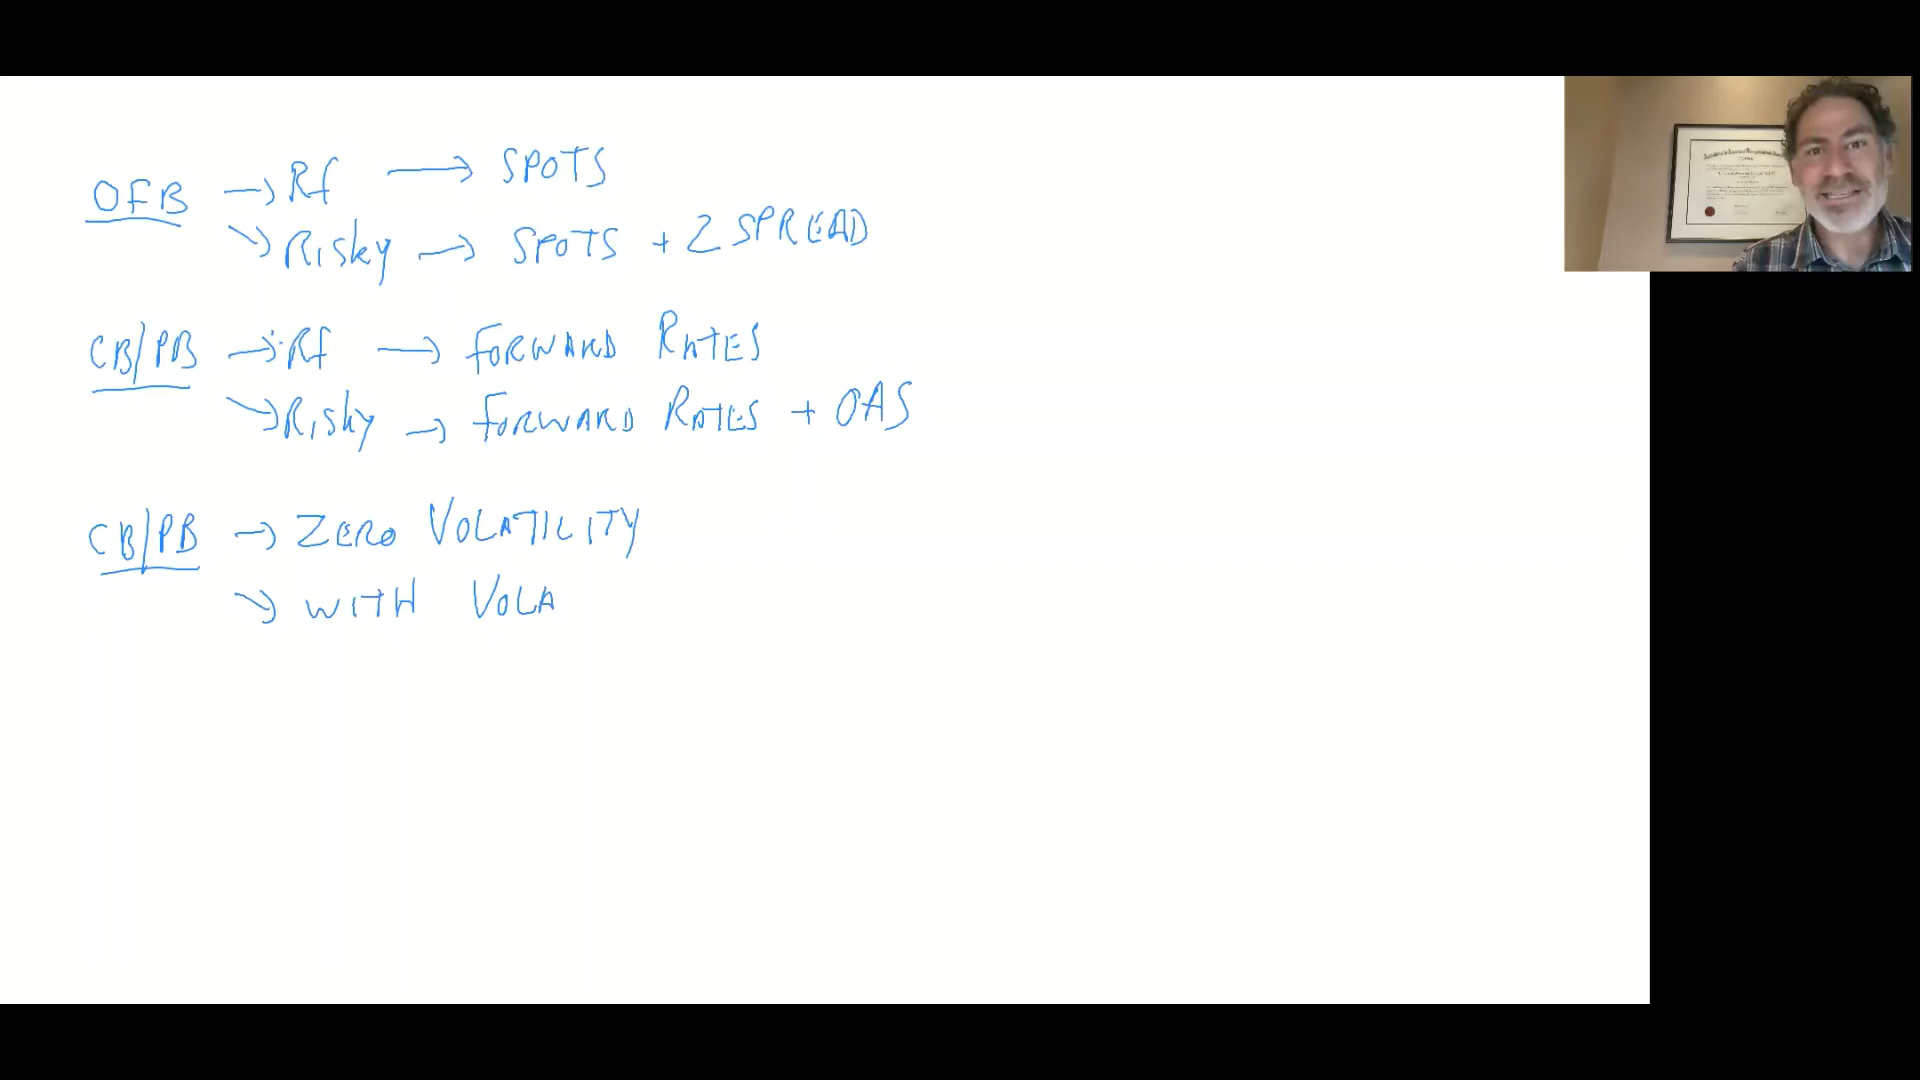 OFB → Rf → SPOTS
↘ Risky → SPOTS + Z SPREAD
CB/PB → Rf → FORWARD RATES
↘ Risky → FORWARD RATES + OAS
CB/PB → ZERO VOLATILITY
↘ WITH VOLA